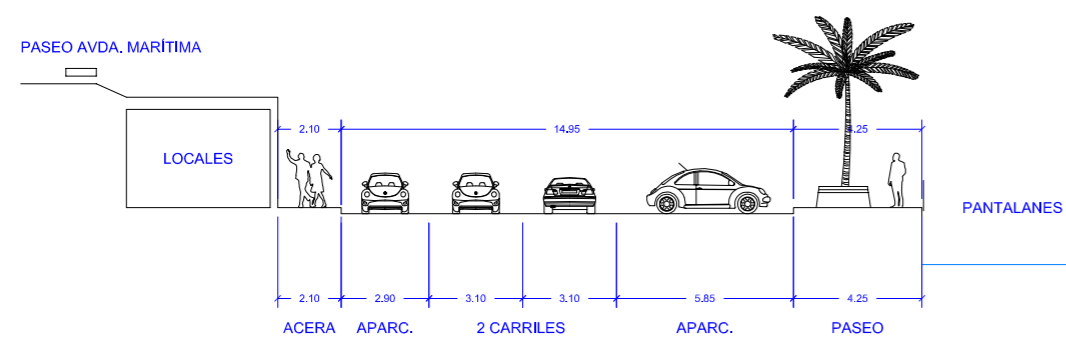 PASEO AVDA. MARÍTIMA
2.10 14.95 4.25
LOCALES
PANTALANES
2.10 2.90 3.10 3.10 5.85 4.25
ACERA APARC. 2 CARRILES APARC. PASEO